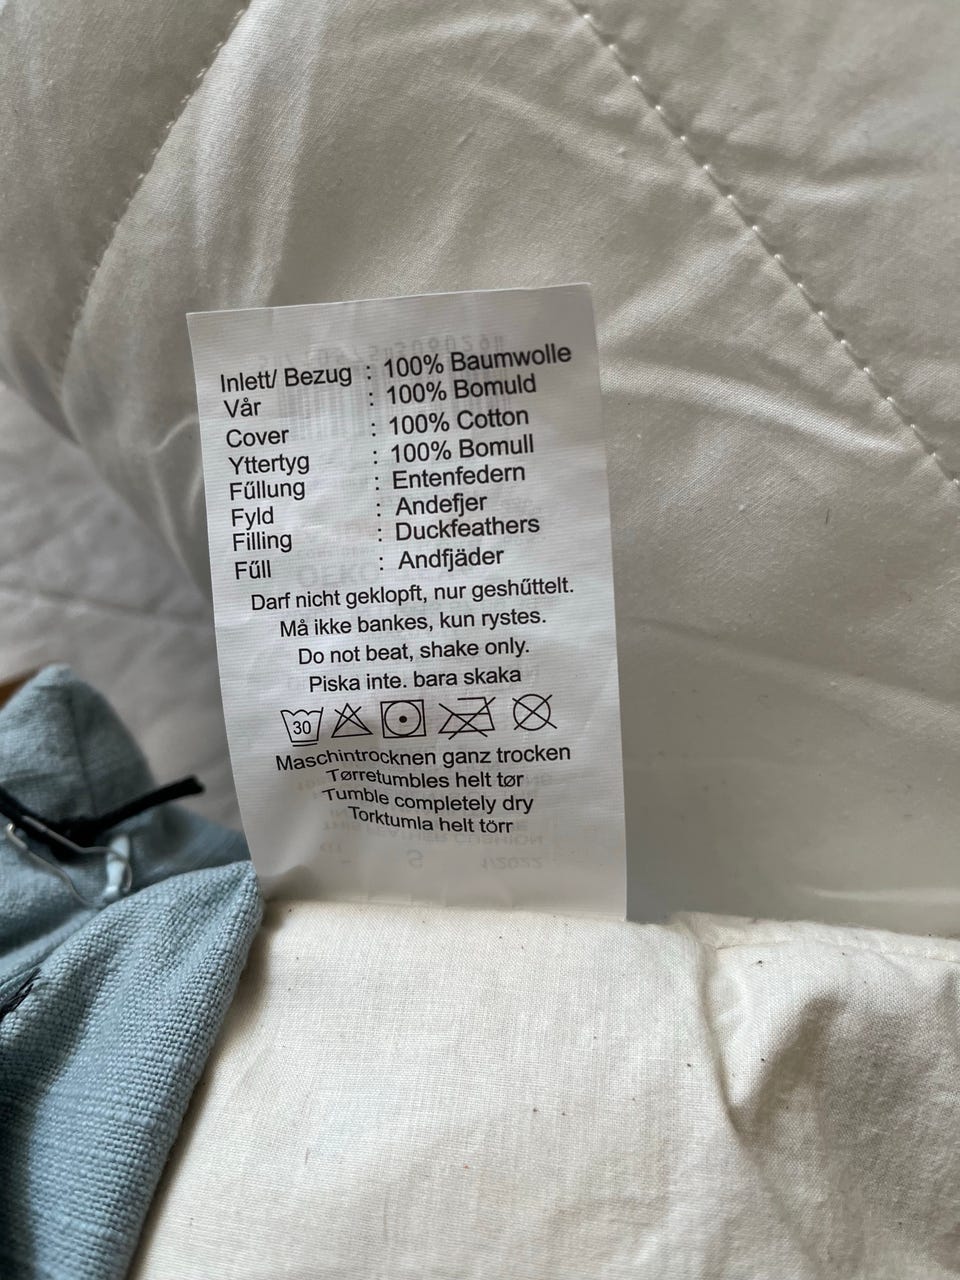 Inlett/ Bezug : 100% Baumwolle
Vår : 100% Bomuld
Cover : 100% Cotton
Yttertyg : 100% Bomull
Fűllung : Entenfedern
Fyld : Andefjer
Filling : Duckfeathers
Fűll : Andfjäder
Darf nicht geklopft, nur geshűttelt.
Må ikke bankes, kun rystes.
Do not beat, shake only.
Piska inte. bara skaka
30
Maschintrocknen ganz trocken
Tørretumbles helt tør
Tumble completely dry
Torktumla helt törr